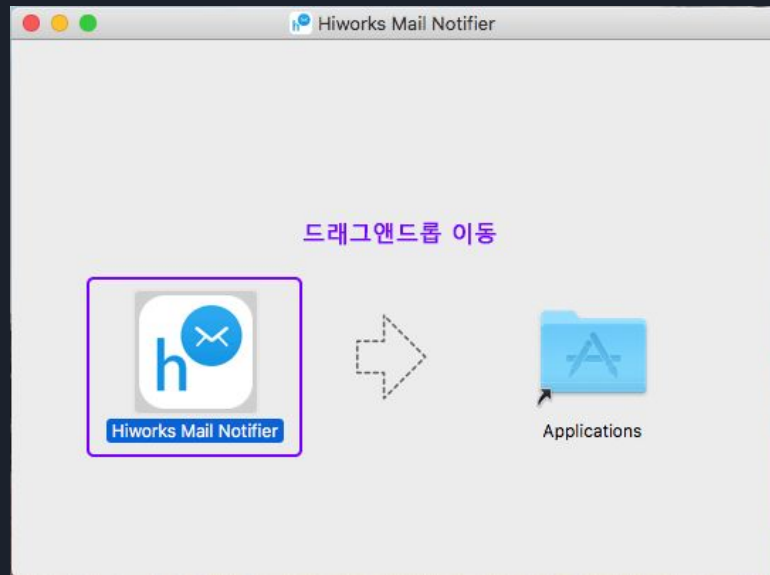 Hiworks Mail Notifier
드래그앤드롭 이동
h
Hiworks Mail Notifier
Applications